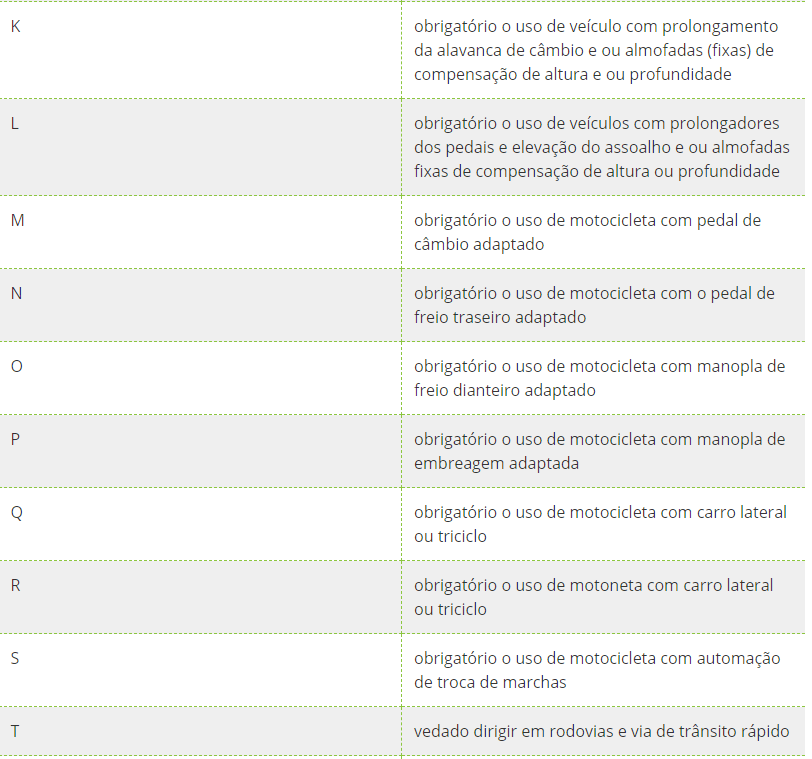 K
obrigatório o uso de veículo com prolongamento
da alavanca de câmbio e ou almofadas (fixas) de
compensação de altura e ou profundidade
L
obrigatório o uso de veículos com prolongadores
dos pedais e elevação do assoalho e ou almofadas
fixas de compensação de altura ou profundidade
M
obrigatório o uso de motocicleta com pedal de
câmbio adaptado
N
obrigatório o uso de motocicleta com o pedal de
freio traseiro adaptado
O
obrigatório o uso de motocicleta com manopla de
freio dianteiro adaptado
P
obrigatório o uso de motocicleta com manopla de
embreagem adaptada
Q
obrigatório o uso de motocicleta com carro lateral
ou triciclo
R
obrigatório o uso de motoneta com carro lateral
ou triciclo
S
obrigatório o uso de motocicleta com automação
de troca de marchas
T
vedado dirigir em rodovias e via de trânsito rápido